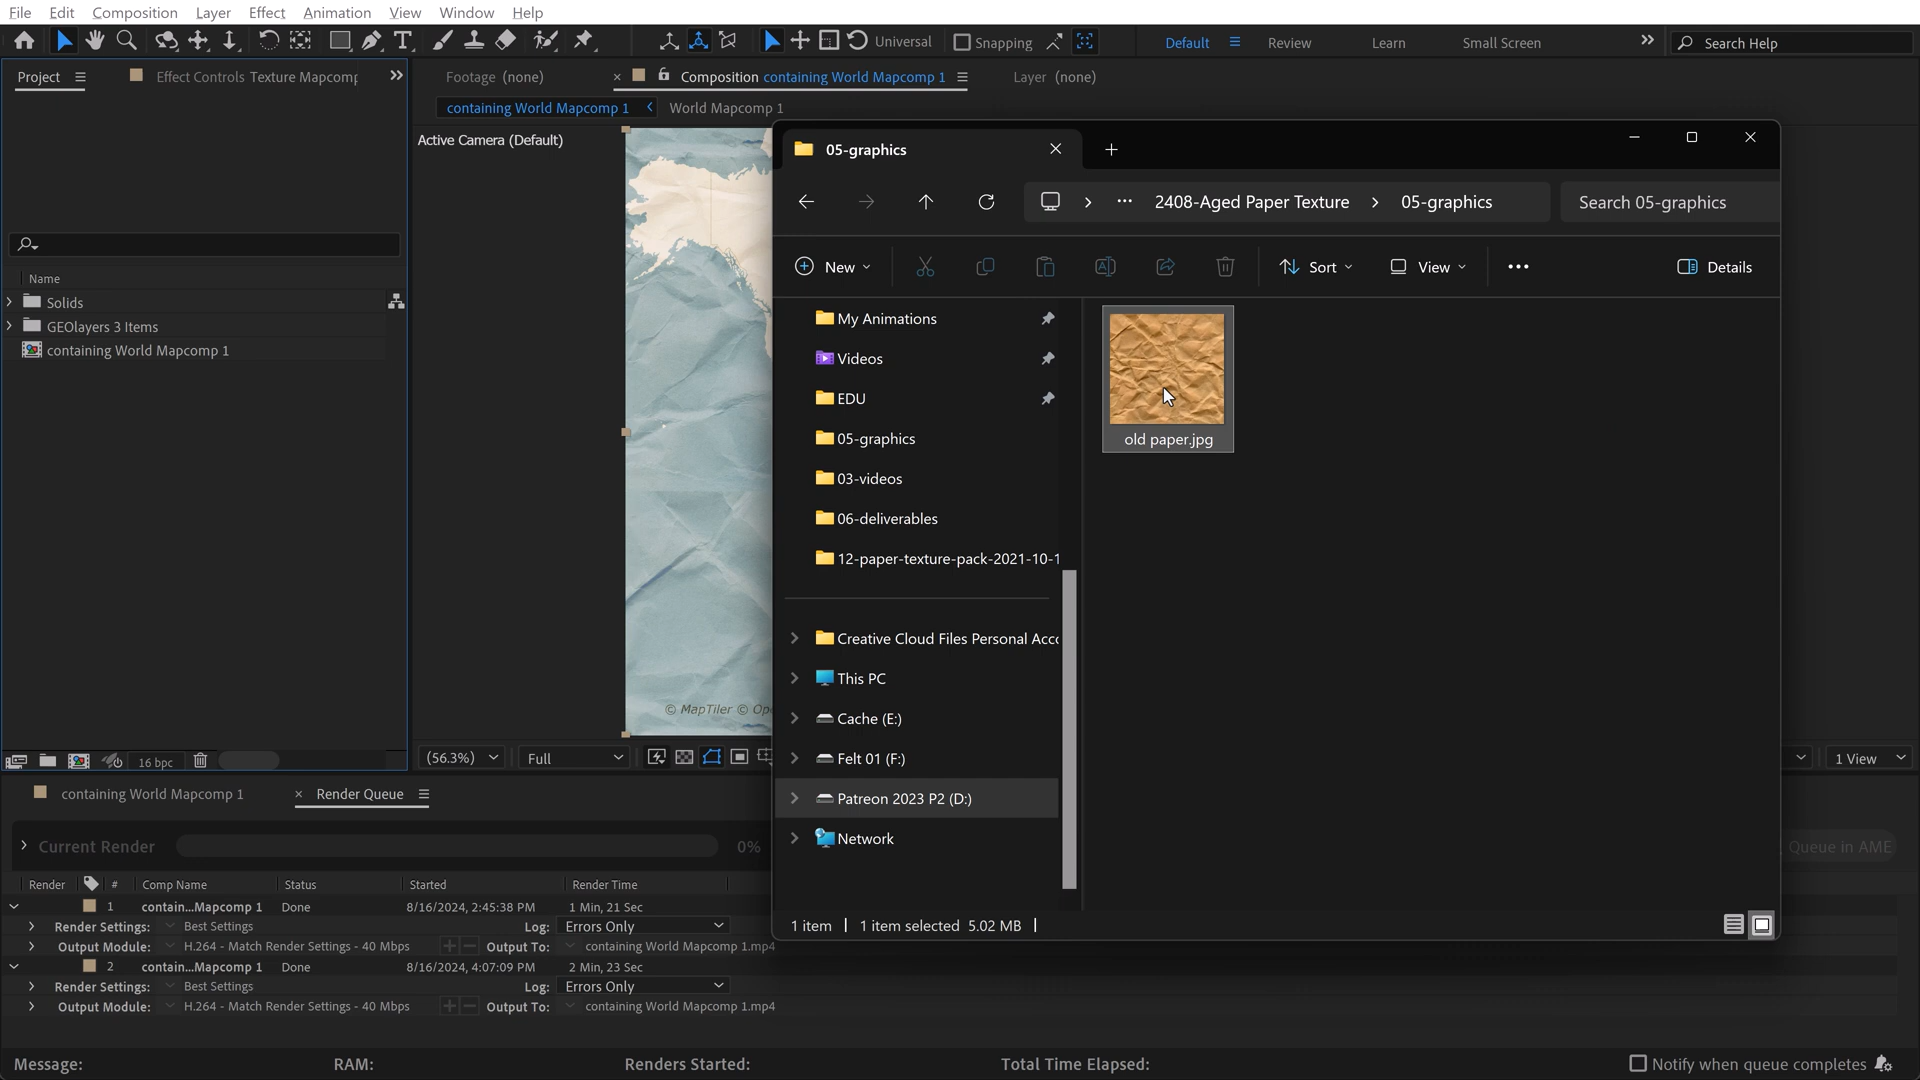 File Edit Composition Layer Effect Animation View Window Help
Universal Snapping Default Review Learn Small Screen Search Help
Project Effect Controls Texture Mapcomp Footage (none) Composition containing World Mapcomp 1 Layer (none)
containing World Mapcomp 1 World Mapcomp 1
Active Camera (Default)
05-graphics
2408-Aged Paper Texture 05-graphics Search 05-graphics
New Sort View Details
Name
Solids
GEOlayers 3 Items
containing World Mapcomp 1
My Animations
Videos
EDU
05-graphics
03-videos
06-deliverables
12-paper-texture-pack-2021-10-1
old paper.jpg
Creative Cloud Files Personal Acco
This PC
Cache (E:)
Felt 01 (F:)
Patreon 2023 P2 (D:)
Network
1 item 1 item selected 5.02 MB
© MapTiler © Ope
16 bpc (56.3%) Full 1 View
containing World Mapcomp 1 Render Queue
Current Render 0% Queue in AME
Render # Comp Name Status Started Render Time
1 contain...Mapcomp 1 Done 8/16/2024, 2:45:38 PM 1 Min, 21 Sec
Render Settings: Best Settings Log: Errors Only
Output Module: H.264 - Match Render Settings - 40 Mbps Output To: containing World Mapcomp 1.mp4
2 contain...Mapcomp 1 Done 8/16/2024, 4:07:09 PM 2 Min, 23 Sec
Render Settings: Best Settings Log: Errors Only
Output Module: H.264 - Match Render Settings - 40 Mbps Output To: containing World Mapcomp 1.mp4
Message: RAM: Renders Started: Total Time Elapsed: Notify when queue completes